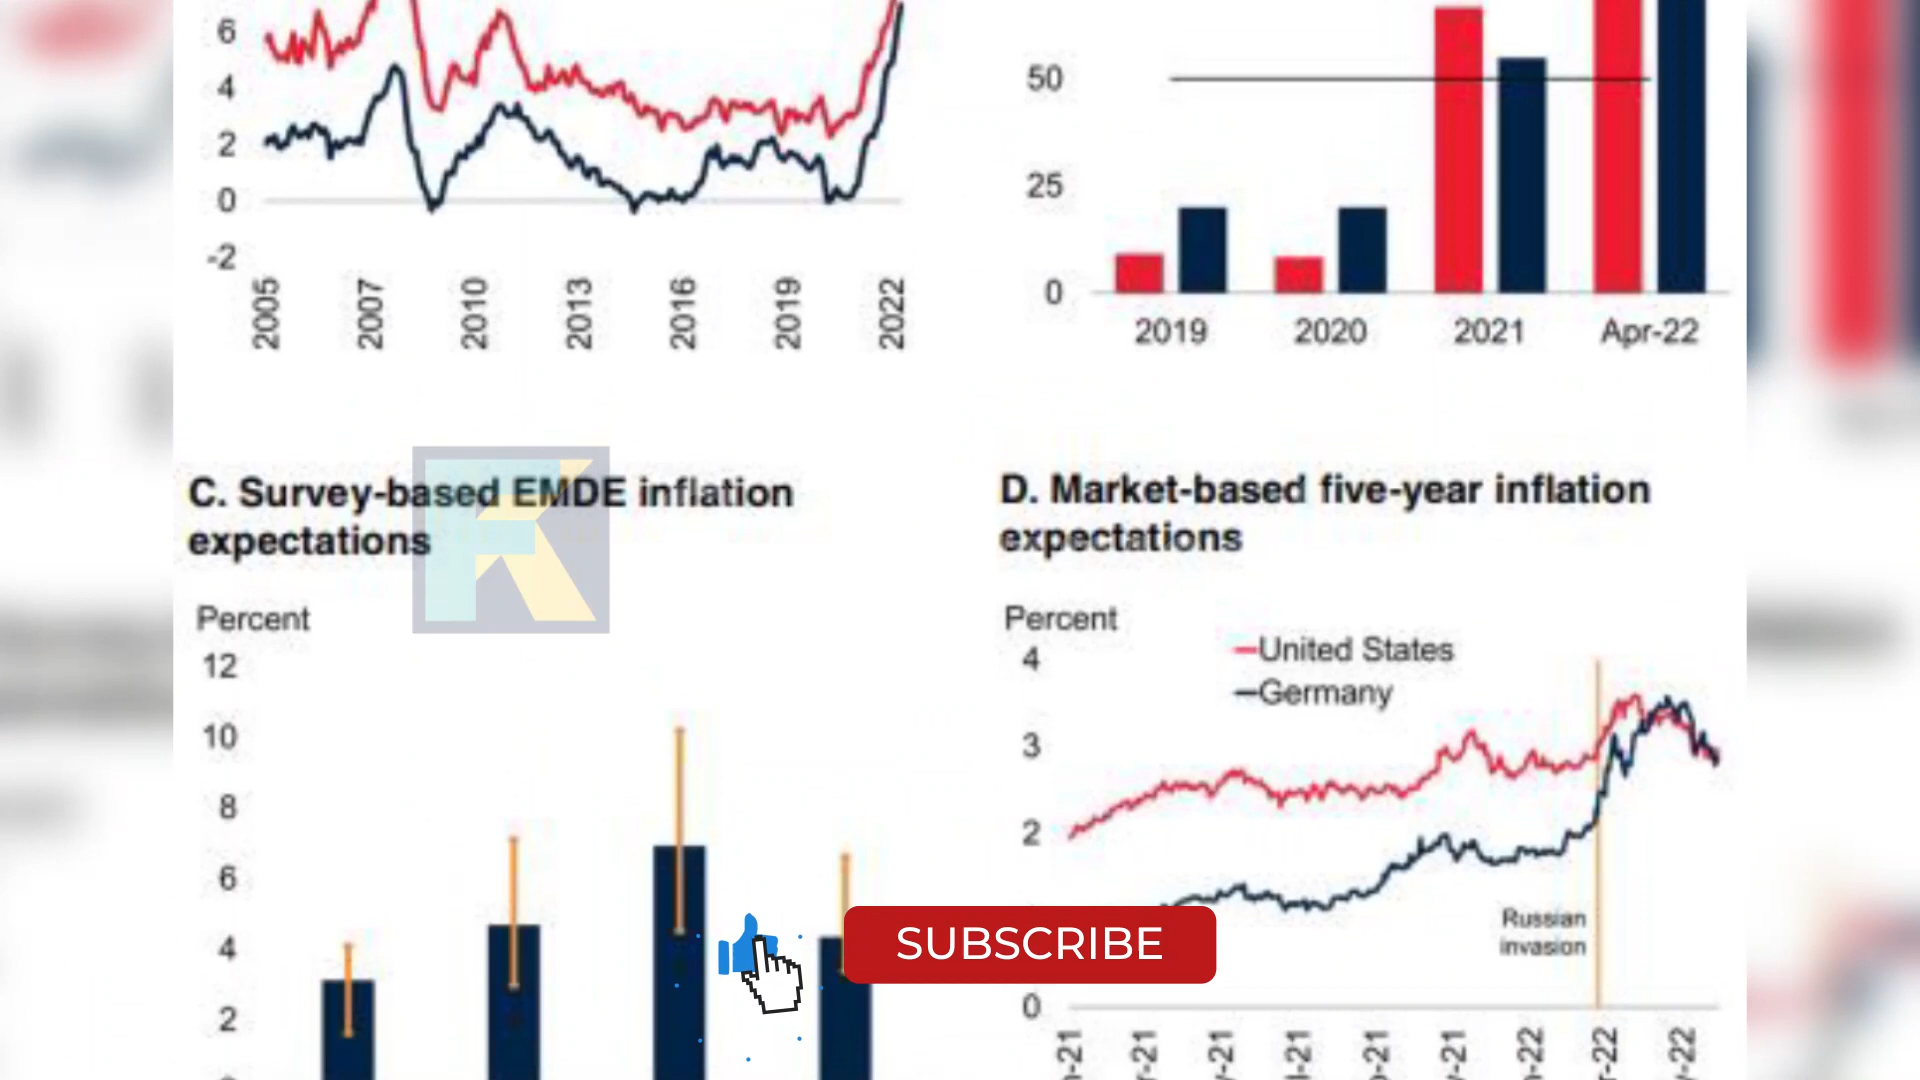 6
4
2
0
-2
2005
2007
2010
2013
2016
2019
2022
50
25
0
2019
2020
2021
Apr-22
C. Survey-based EMDE inflation
expectations
Percent
12
10
8
6
4
2
D. Market-based five-year inflation
expectations
Percent
United States
Germany
4
3
2
0
Russian
invasion
SUBSCRIBE